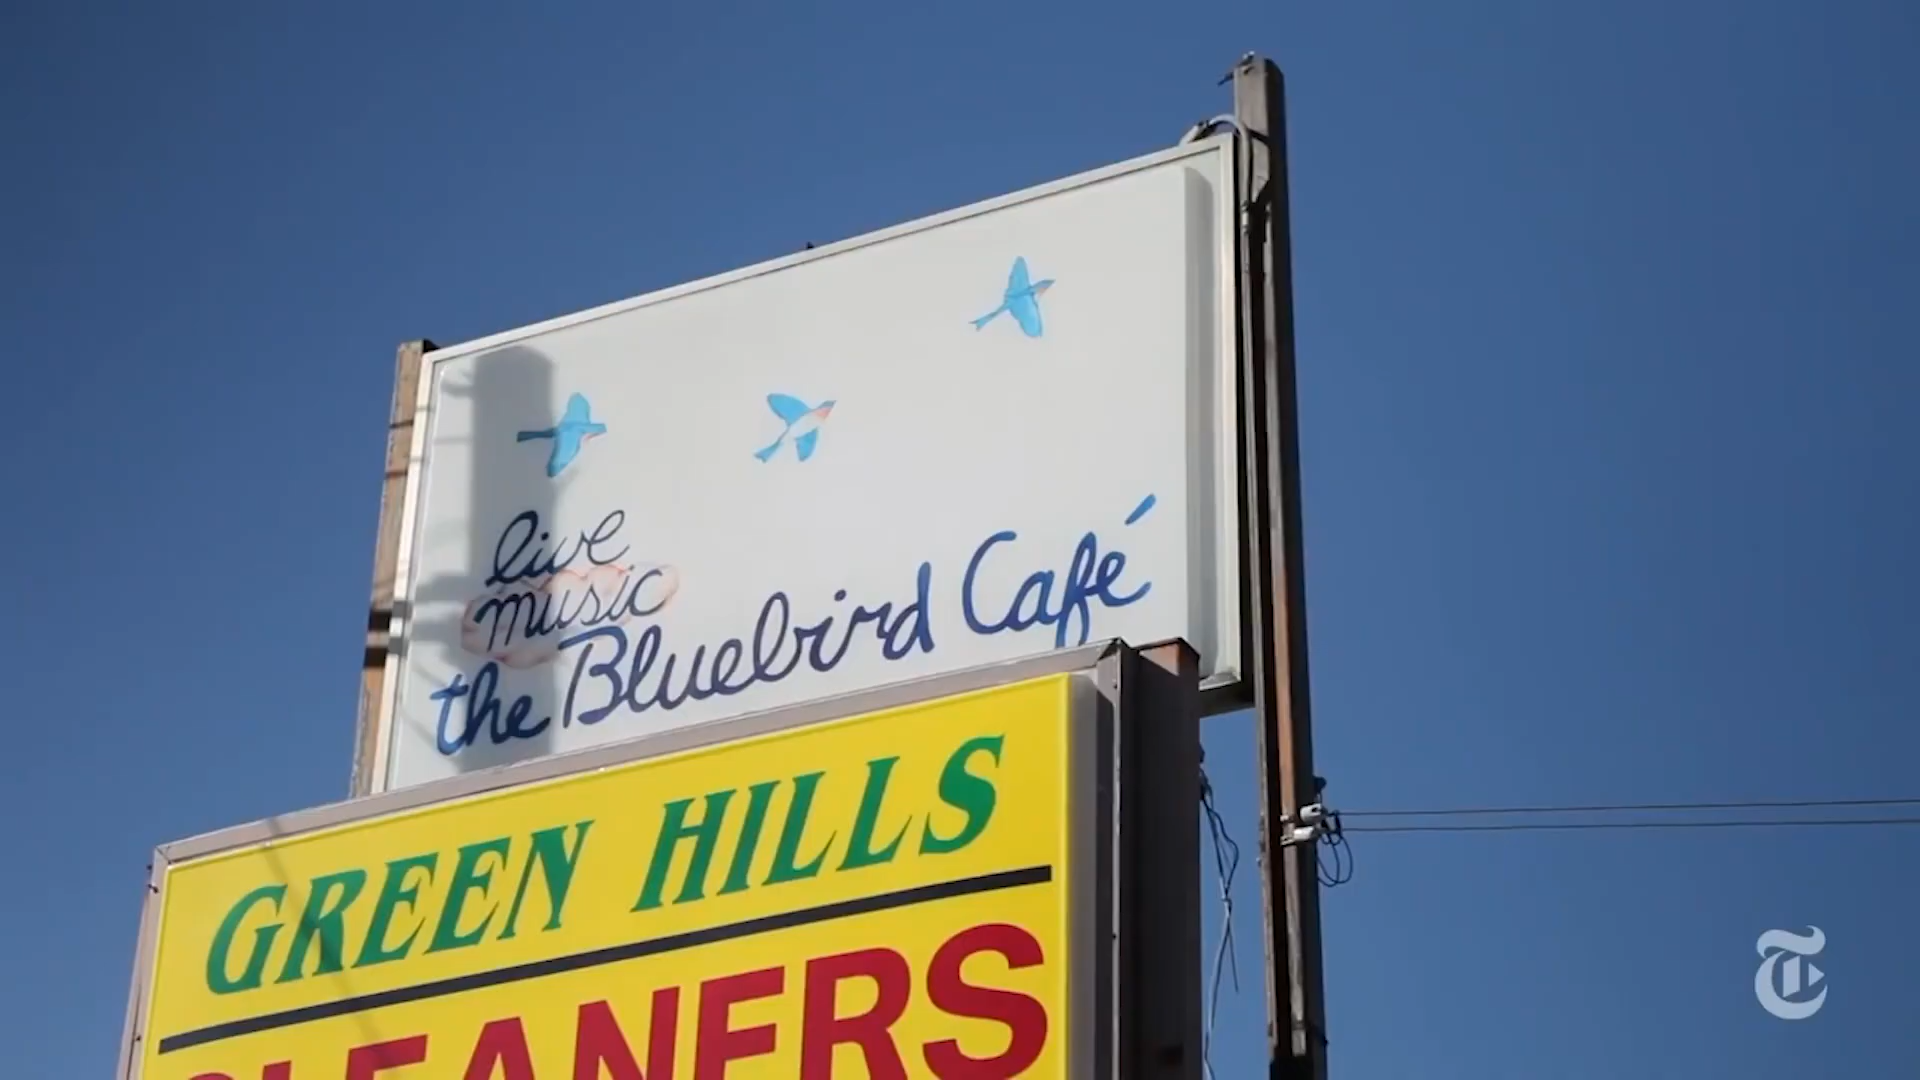 live
music
the Bluebird Café
GREEN HILLS
CLEANERS
T